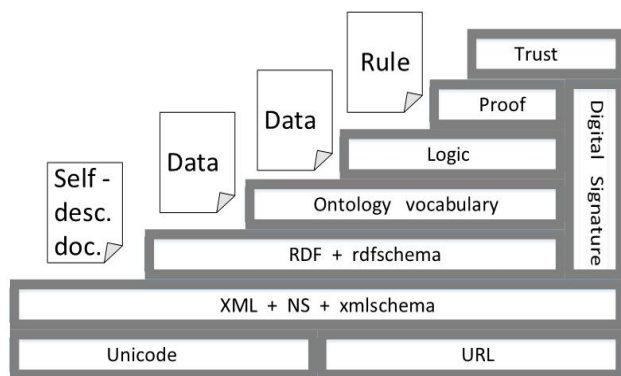 Trust
Rule
Proof
Data
Logic
Data
Ontology vocabulary
Digital Signature
Self -
desc.
doc.
RDF + rdfschema
XML + NS + xmlschema
Unicode
URL